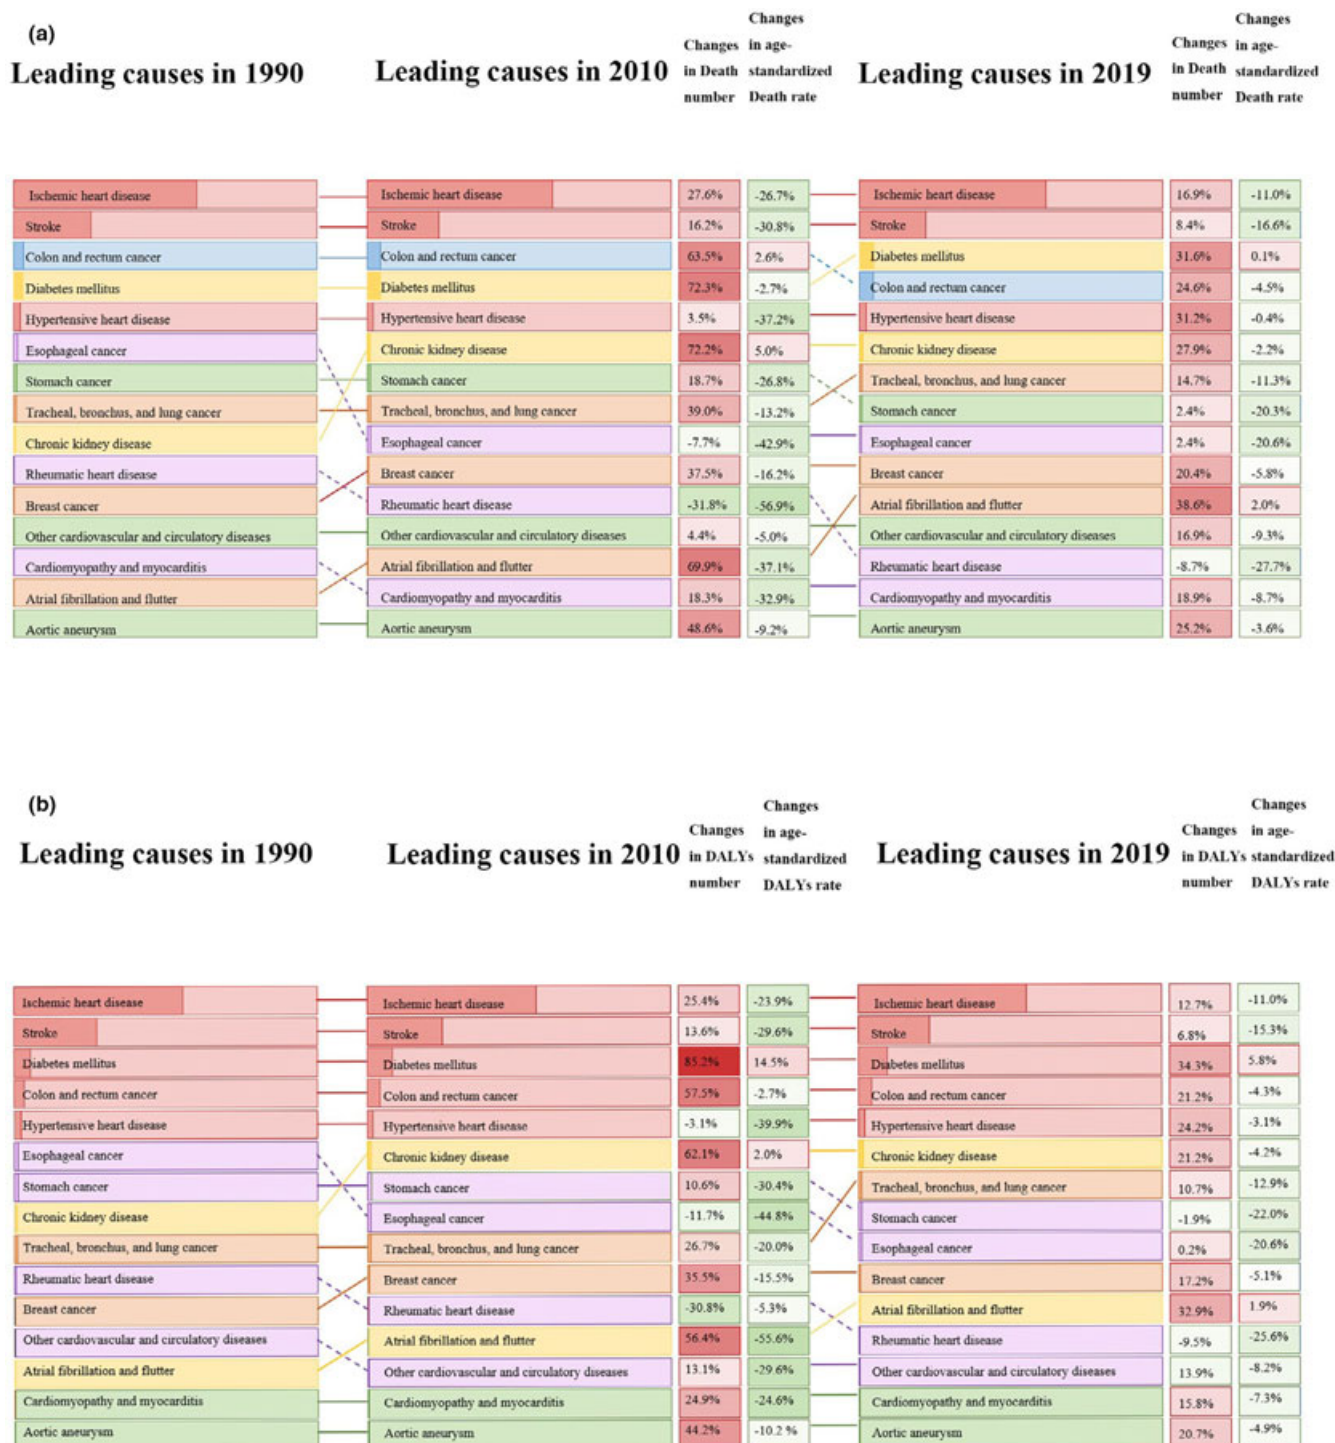 (a)
Leading causes in 1990
Leading causes in 2010
Changes
in Death
number
Changes
in age-
standardized
Death rate
Leading causes in 2019
Changes
in Death
number
Changes
in age-
standardized
Death rate
Ischemic heart disease Ischemic heart disease 27.6% -26.7% Ischemic heart disease 16.9% -11.0%
Stroke Stroke 16.2% -30.8% Stroke 8.4% -16.6%
Colon and rectum cancer Colon and rectum cancer 63.5% 2.6% Diabetes mellitus 31.6% 0.1%
Diabetes mellitus Diabetes mellitus 72.3% -2.7% Colon and rectum cancer 24.6% -4.5%
Hypertensive heart disease Hypertensive heart disease 3.5% -37.2% Hypertensive heart disease 31.2% -0.4%
Esophageal cancer Chronic kidney disease 72.2% 5.0% Chronic kidney disease 27.9% -2.2%
Stomach cancer Stomach cancer 18.7% -26.8% Tracheal, bronchus, and lung cancer 14.7% -11.3%
Tracheal, bronchus, and lung cancer Tracheal, bronchus, and lung cancer 39.0% -13.2% Stomach cancer 2.4% -20.3%
Chronic kidney disease Esophageal cancer -7.7% -42.9% Esophageal cancer 2.4% -20.6%
Rheumatic heart disease Breast cancer 37.5% -16.2% Breast cancer 20.4% -5.8%
Breast cancer Rheumatic heart disease -31.8% -56.9% Atrial fibrillation and flutter 38.6% 2.0%
Other cardiovascular and circulatory diseases Other cardiovascular and circulatory diseases 4.4% -5.0% Other cardiovascular and circulatory diseases 16.9% -9.3%
Cardiomyopathy and myocarditis Atrial fibrillation and flutter 69.9% -37.1% Rheumatic heart disease -8.7% -27.7%
Atrial fibrillation and flutter Cardiomyopathy and myocarditis 18.3% -32.9% Cardiomyopathy and myocarditis 18.9% -8.7%
Aortic aneurysm Aortic aneurysm 48.6% -9.2% Aortic aneurysm 25.2% -3.6%
(b)
Leading causes in 1990
Leading causes in 2010
Changes
in DALYs
number
Changes
in age-
standardized
DALYs rate
Leading causes in 2019
Changes
in DALYs
number
Changes
in age-
standardized
DALYs rate
Ischemic heart disease Ischemic heart disease 25.4% -23.9% Ischemic heart disease 12.7% -11.0%
Stroke Stroke 13.6% -29.6% Stroke 6.8% -15.3%
Diabetes mellitus Diabetes mellitus 85.2% 14.5% Diabetes mellitus 34.3% 5.8%
Colon and rectum cancer Colon and rectum cancer 57.5% -2.7% Colon and rectum cancer 21.2% -4.3%
Hypertensive heart disease Hypertensive heart disease -3.1% -39.9% Hypertensive heart disease 24.2% -3.1%
Esophageal cancer Chronic kidney disease 62.1% 2.0% Chronic kidney disease 21.2% -4.2%
Stomach cancer Stomach cancer 10.6% -30.4% Tracheal, bronchus, and lung cancer 10.7% -12.9%
Chronic kidney disease Esophageal cancer -11.7% -44.8% Stomach cancer -1.9% -22.0%
Tracheal, bronchus, and lung cancer Tracheal, bronchus, and lung cancer 26.7% -20.0% Esophageal cancer 0.2% -20.6%
Rheumatic heart disease Breast cancer 35.5% -15.5% Breast cancer 17.2% -5.1%
Breast cancer Rheumatic heart disease -30.8% -5.3% Atrial fibrillation and flutter 32.9% 1.9%
Other cardiovascular and circulatory diseases Atrial fibrillation and flutter 56.4% -55.6% Rheumatic heart disease -9.5% -25.6%
Atrial fibrillation and flutter Other cardiovascular and circulatory diseases 13.1% -29.6% Other cardiovascular and circulatory diseases 13.9% -8.2%
Cardiomyopathy and myocarditis Cardiomyopathy and myocarditis 24.9% -24.6% Cardiomyopathy and myocarditis 15.8% -7.3%
Aortic aneurysm Aortic aneurysm 44.2% -10.2 % Aortic aneurysm 20.7% -4.9%